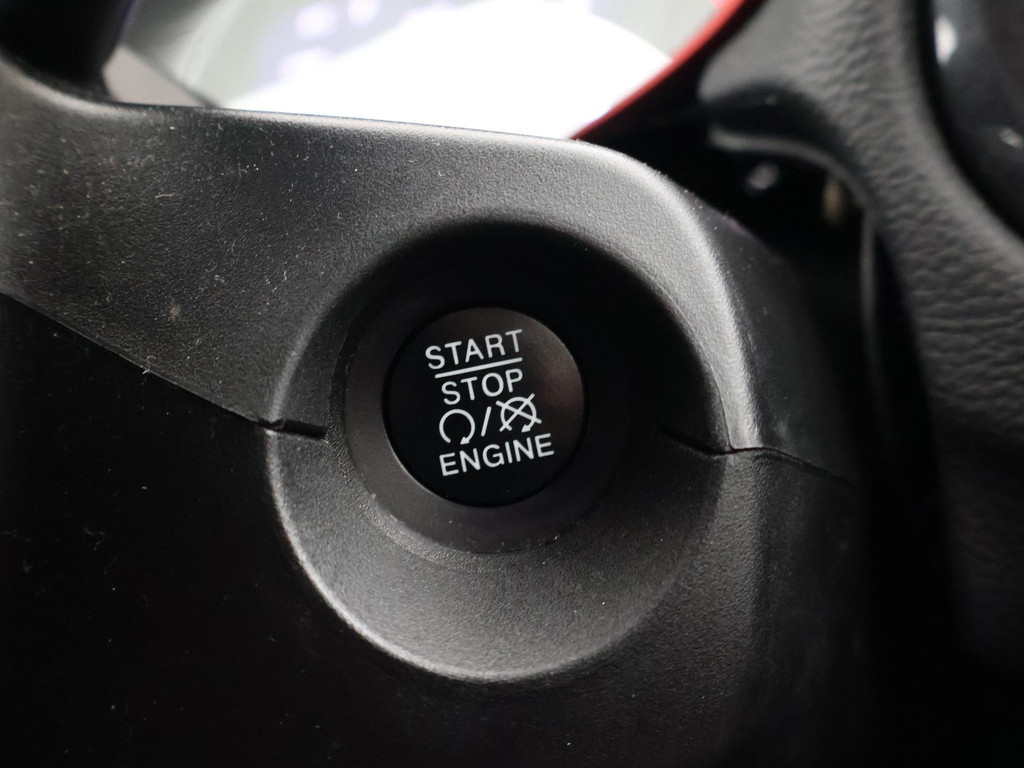 START
STOP
/
ENGINE